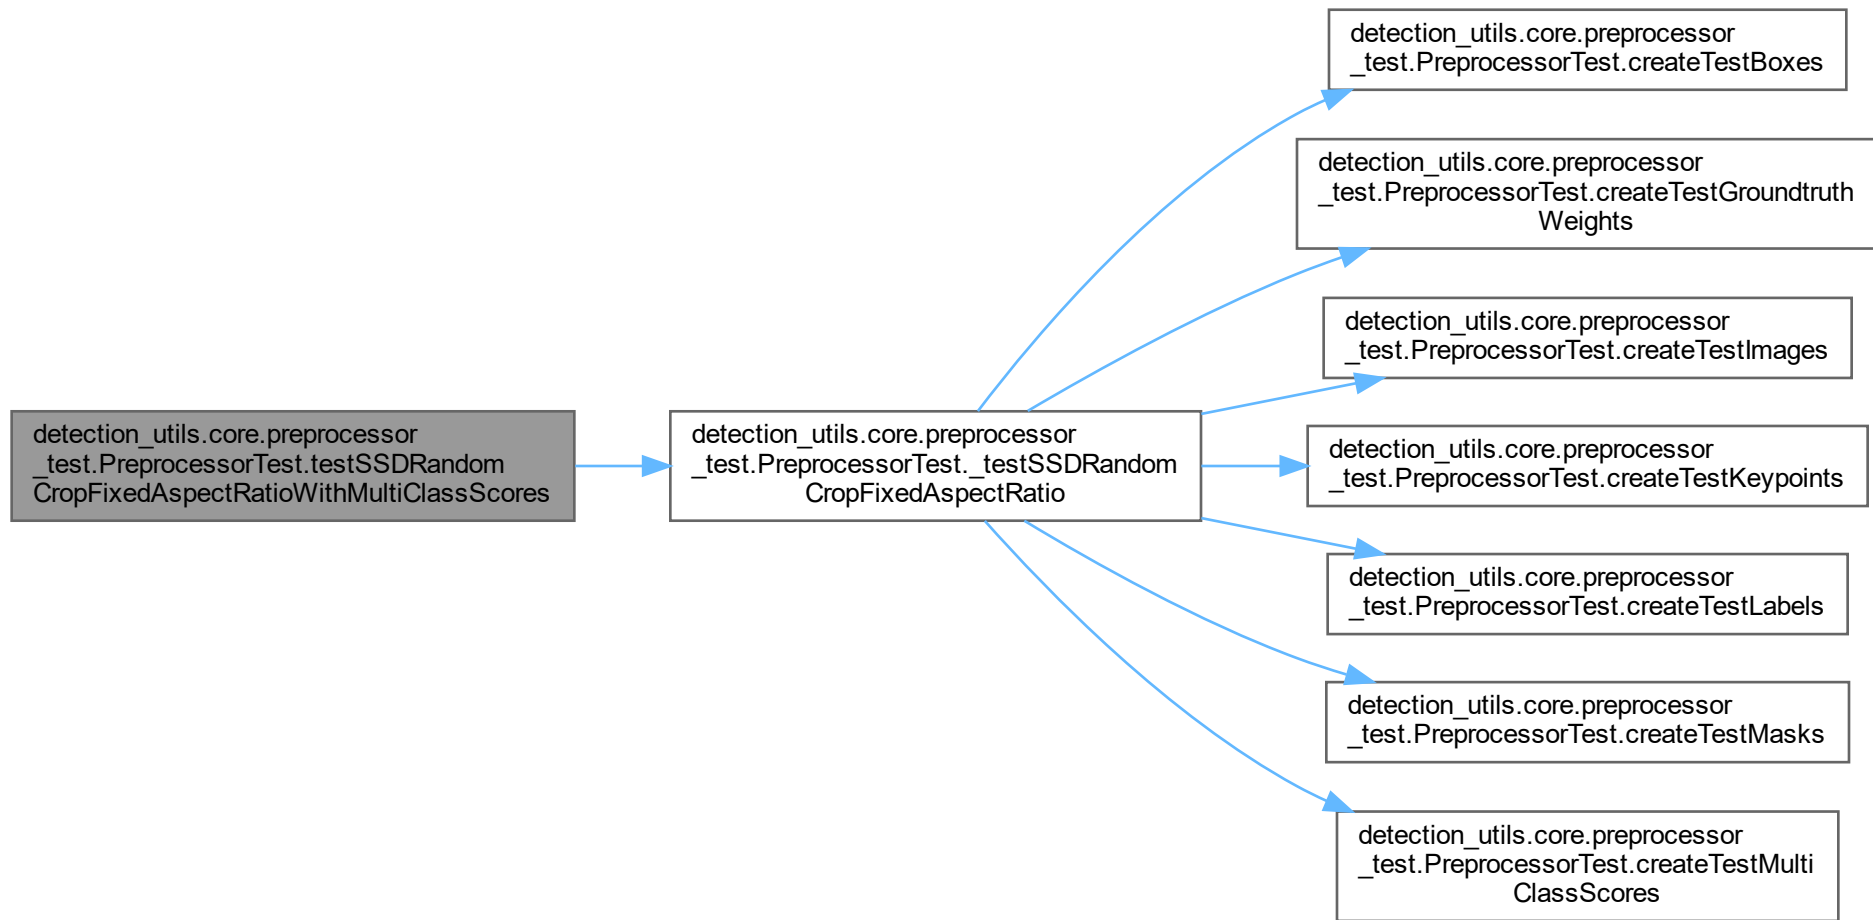 detection_utils.core.preprocessor
_test.PreprocessorTest.testSSDRandom
CropFixedAspectRatioWithMultiClassScores
detection_utils.core.preprocessor
_test.PreprocessorTest._testSSDRandom
CropFixedAspectRatio
detection_utils.core.preprocessor
_test.PreprocessorTest.createTestBoxes
detection_utils.core.preprocessor
_test.PreprocessorTest.createTestGroundtruth
Weights
detection_utils.core.preprocessor
_test.PreprocessorTest.createTestImages
detection_utils.core.preprocessor
_test.PreprocessorTest.createTestKeypoints
detection_utils.core.preprocessor
_test.PreprocessorTest.createTestLabels
detection_utils.core.preprocessor
_test.PreprocessorTest.createTestMasks
detection_utils.core.preprocessor
_test.PreprocessorTest.createTestMulti
ClassScores